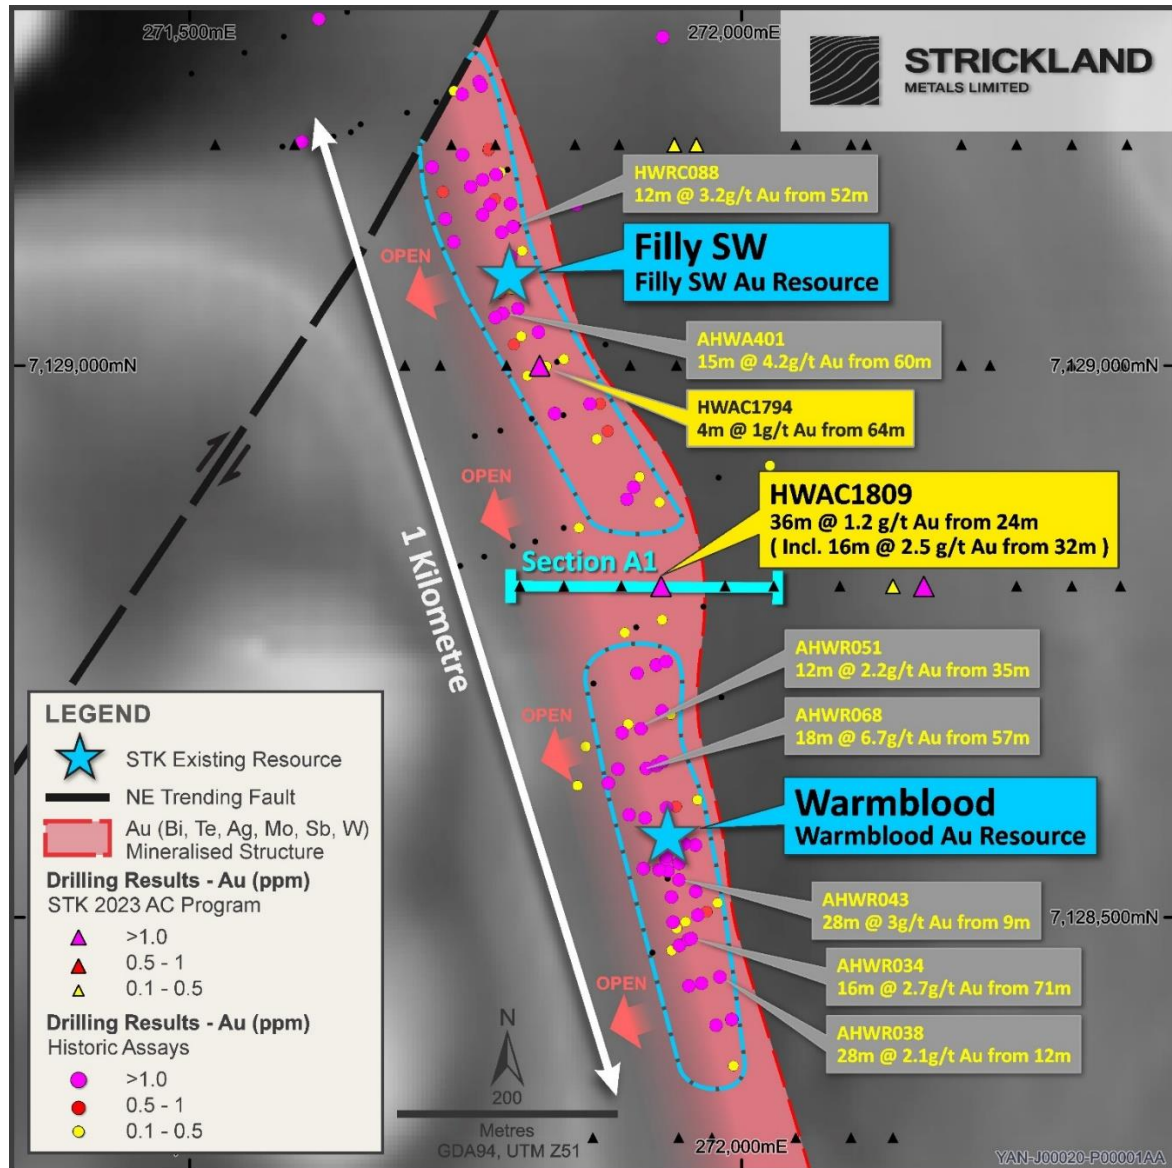 271,500mE
272,000mE
STRICKLAND
METALS LIMITED
HWRC088
12m @ 3.2g/t Au from 52m
Filly SW
Filly SW Au Resource
OPEN
AHWA401
15m @ 4.2g/t Au from 60m
7,129,000mN
7,129,000mN
HWAC1794
4m @ 1g/t Au from 64m
OPEN
HWAC1809
36m @ 1.2 g/t Au from 24m
( Incl. 16m @ 2.5 g/t Au from 32m )
Section A1
1 Kilometre
AHWR051
12m @ 2.2g/t Au from 35m
OPEN
AHWR068
18m @ 6.7g/t Au from 57m
Warmblood
Warmblood Au Resource
AHWR043
28m @ 3g/t Au from 9m
7,128,500mN
AHWR034
16m @ 2.7g/t Au from 71m
OPEN
AHWR038
28m @ 2.1g/t Au from 12m
LEGEND
STK Existing Resource
NE Trending Fault
Au (Bi, Te, Ag, Mo, Sb, W)
Mineralised Structure
Drilling Results - Au (ppm)
STK 2023 AC Program
>1.0
0.5 - 1
0.1 - 0.5
Drilling Results - Au (ppm)
Historic Assays
>1.0
0.5 - 1
0.1 - 0.5
N
200
Metres
GDA94, UTM Z51
272,000mE
YAN-J00020-P00001AA